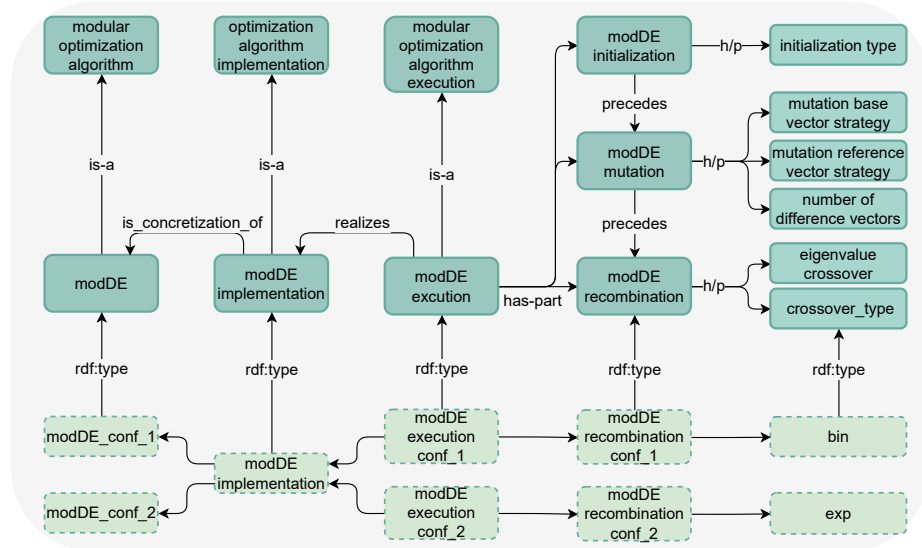 modular
optimization
algorithm
optimization
algorithm
implementation
modular
optimization
algorithm
execution
modDE
initialization
h/p
initialization type
precedes
mutation base
vector strategy
is-a
is-a
is-a
modDE
mutation
h/p
mutation reference
vector strategy
number of
difference vectors
is_concretization_of
realizes
precedes
modDE
modDE
implementation
modDE
excution
has-part
modDE
recombination
h/p
eigenvalue
crossover
crossover_type
rdf:type
rdf:type
rdf:type
rdf:type
rdf:type
modDE_conf_1
modDE
implementation
modDE
execution
conf_1
modDE
recombination
conf_1
bin
modDE_conf_2
modDE
execution
conf_2
modDE
recombination
conf_2
exp